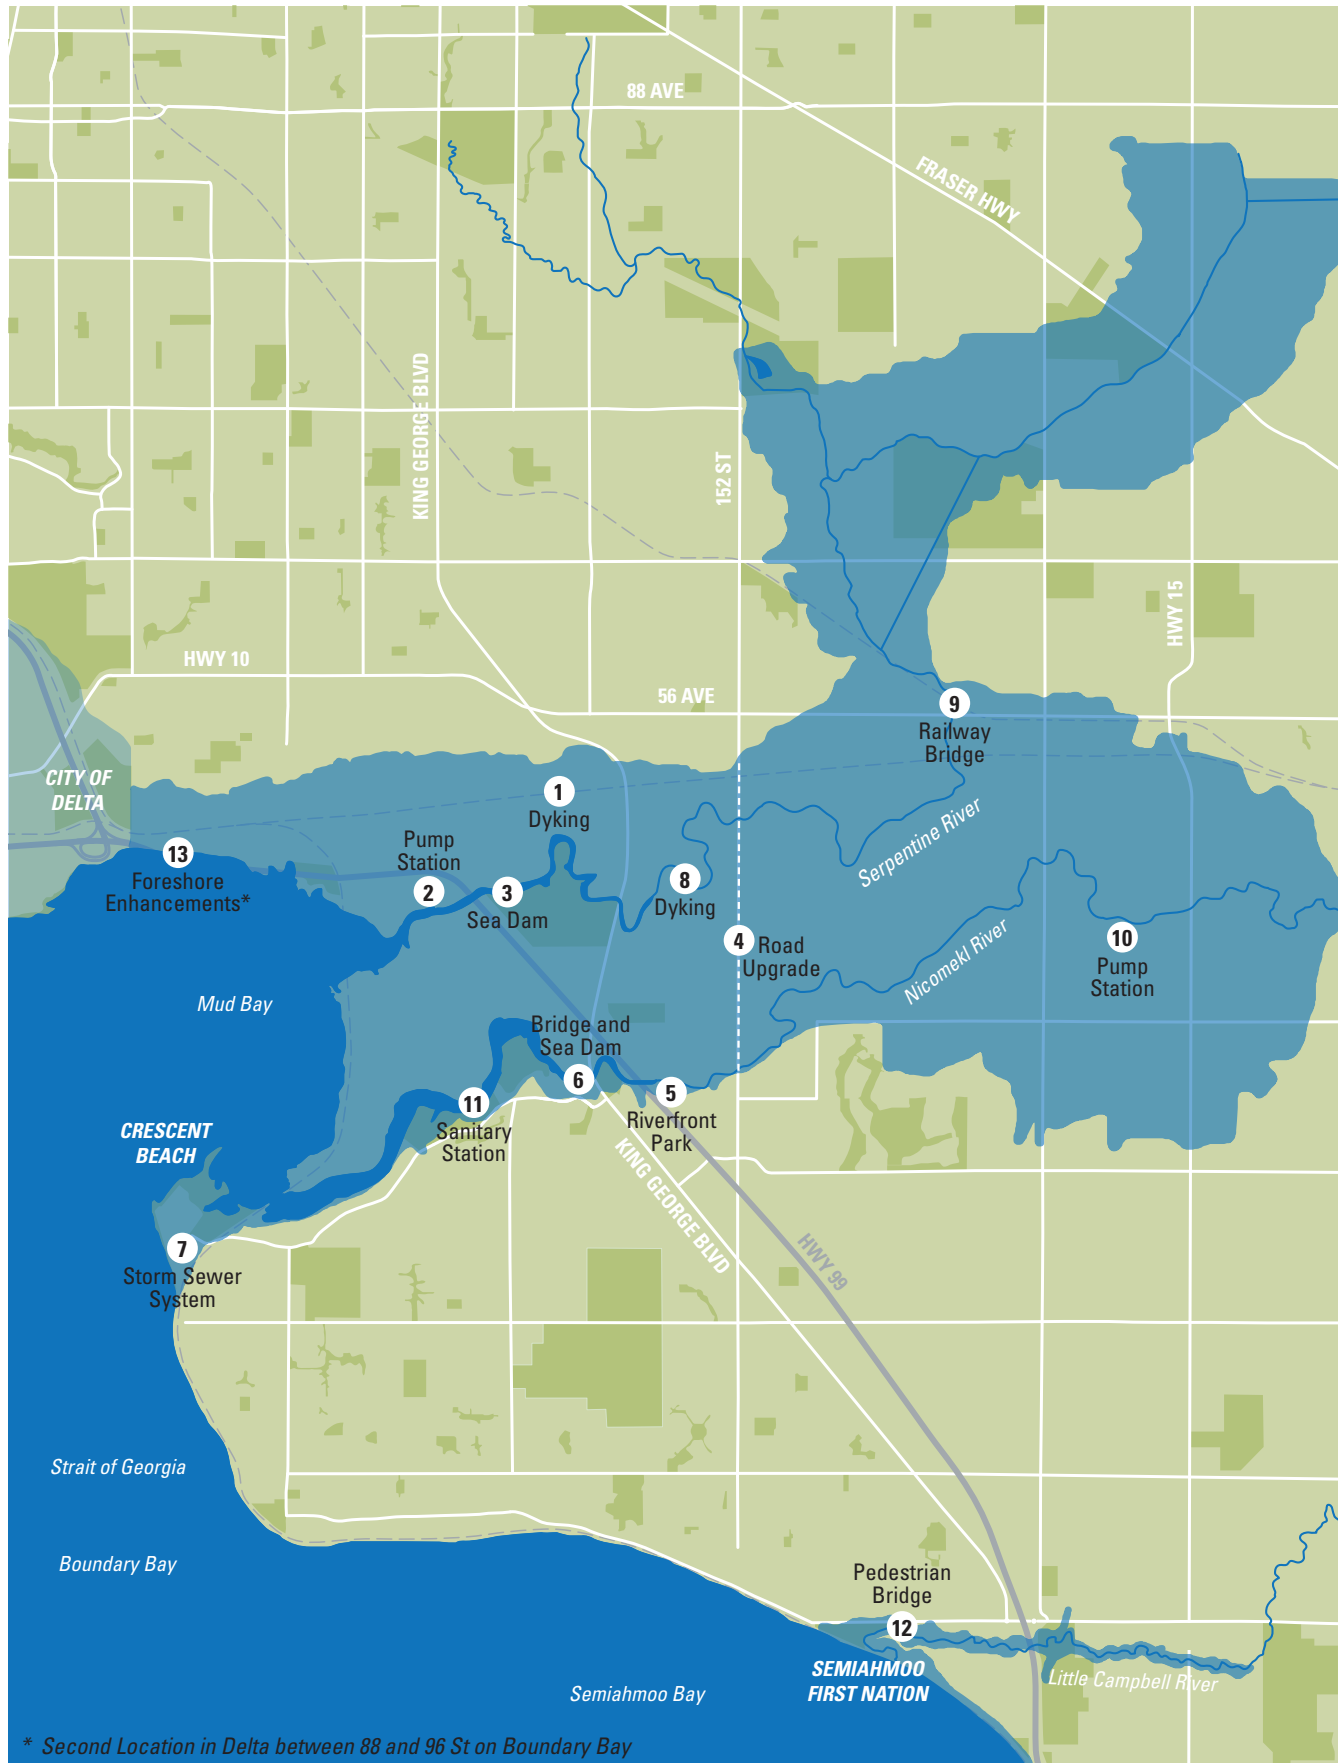 88 AVE
FRASER HWY
KING GEORGE BLVD
152 ST
HWY 15
HWY 10
56 AVE
9
Railway
Bridge
CITY OF
DELTA
1
Dyking
Pump
Station
2
3
Sea Dam
13
Foreshore
Enhancements*
8
Dyking
Serpentine River
4
Road
Upgrade
10
Pump
Station
Nicomekl River
Mud Bay
Bridge and
Sea Dam
6
5
Riverfront
Park
11
Sanitary
Station
CRESCENT
BEACH
KING GEORGE BLVD
HWY 99
7
Storm Sewer
System
Strait of Georgia
Boundary Bay
Pedestrian
Bridge
12
SEMIAHMOO
FIRST NATION
Little Campbell River
Semiahmoo Bay
* Second Location in Delta between 88 and 96 St on Boundary Bay